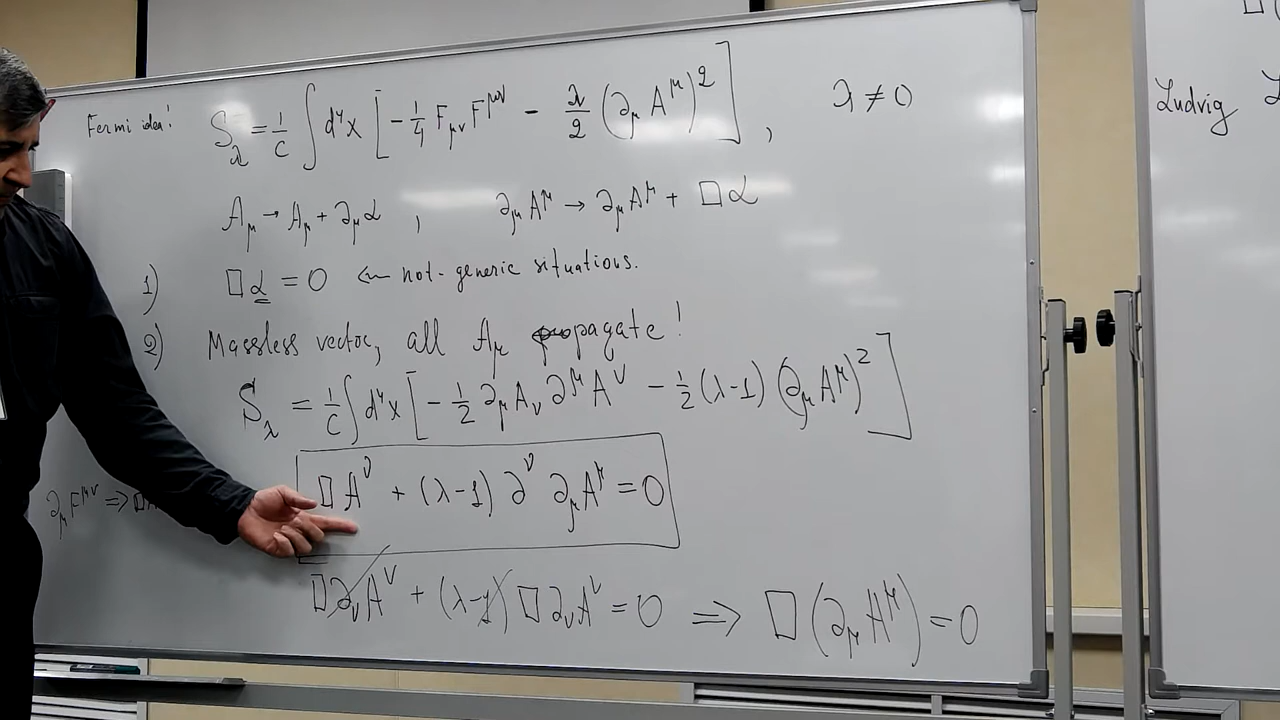 Fermi idea! S_λ = 1/c ∫ d⁴x [ -1/4 F_μν F^μν - λ/2 (∂_μ A^μ)² ] , λ ≠ 0
A_μ → A_μ + ∂_μ α , ∂_μ A^μ → ∂_μ A^μ + □α
1) □α = 0 ← not-generic situations.
2) Massless vector, all A_μ propagate!
S_λ = 1/c ∫ d⁴x [ -1/2 ∂_μ A_ν ∂^μ A^ν - 1/2 (λ-1) (∂_μ A^μ)² ]
□ A^ν + (λ-1) ∂^ν ∂_μ A^μ = 0
∂_μ F^μν ⇒
□ ∂_ν A^ν + (λ-1) □ ∂_ν A^ν = 0 ⇒ □ (∂_μ A^μ) = 0
Ludvig